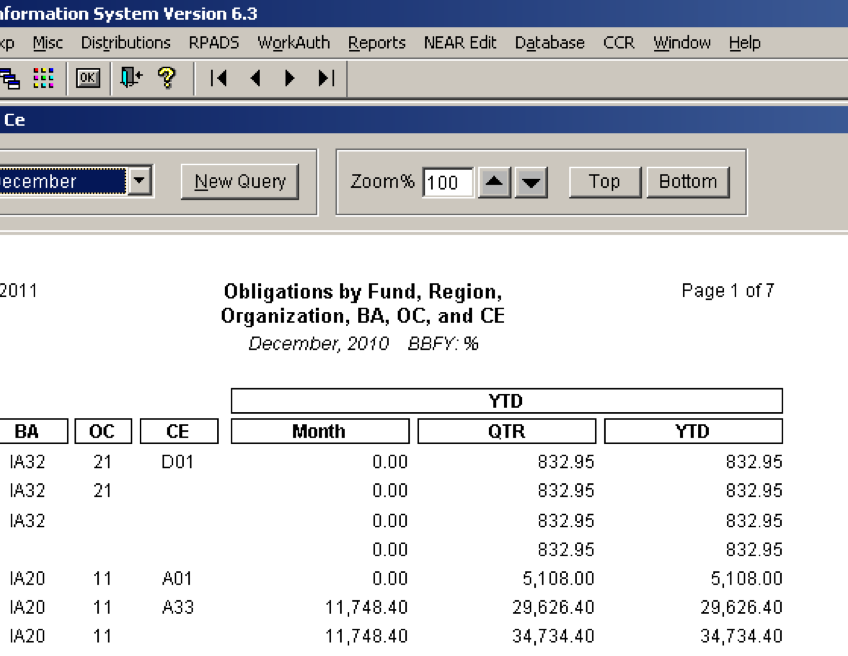 nformation System Version 6.3
xp Misc Distributions RPADS WorkAuth Reports NEAR Edit Database CCR Window Help
OK ?
Ce
ecember New Query Zoom% 100 Top Bottom
2011 Obligations by Fund, Region, Page 1 of 7
Organization, BA, OC, and CE
December, 2010 BBFY: %
YTD
BA OC CE Month QTR YTD
IA32 21 D01 0.00 832.95 832.95
IA32 21 0.00 832.95 832.95
IA32 0.00 832.95 832.95
0.00 832.95 832.95
IA20 11 A01 0.00 5,108.00 5,108.00
IA20 11 A33 11,748.40 29,626.40 29,626.40
IA20 11 11,748.40 34,734.40 34,734.40